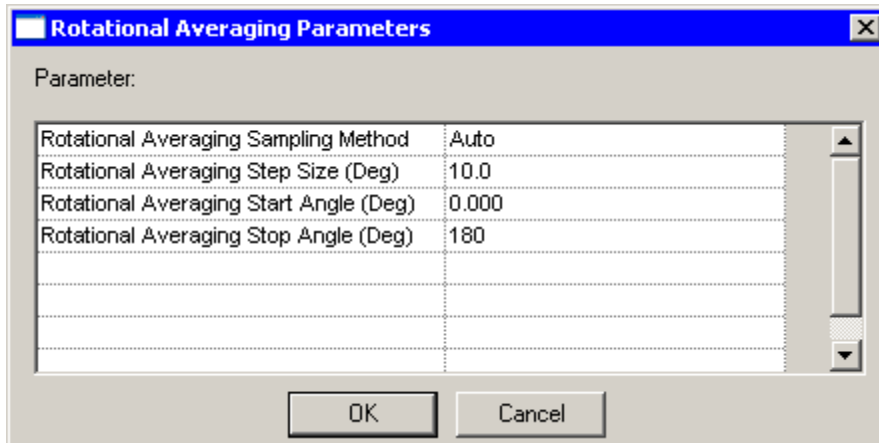 Rotational Averaging Parameters
Parameter:
Rotational Averaging Sampling Method Auto
Rotational Averaging Step Size (Deg) 10.0
Rotational Averaging Start Angle (Deg) 0.000
Rotational Averaging Stop Angle (Deg) 180
OK Cancel